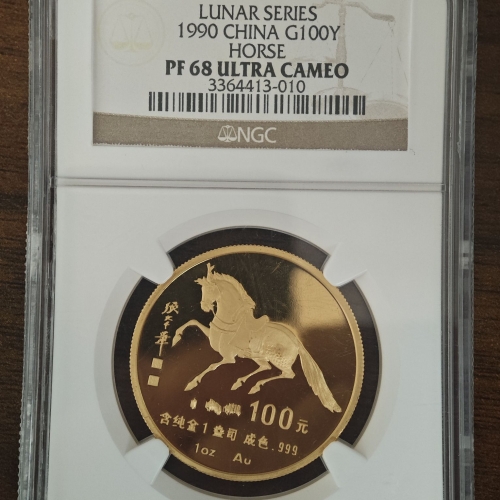 LUNAR SERIES
1990 CHINA G100Y
HORSE
PF 68 ULTRA CAMEO
3364413-010
NGC
100元
含纯金1盎司 成色.999
1oz Au